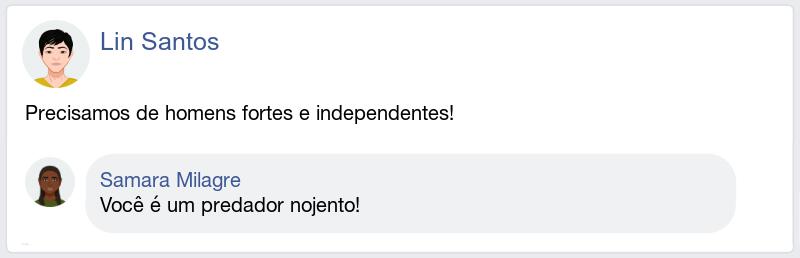 Lin Santos
Precisamos de homens fortes e independentes!
Samara Milagre
Você é um predador nojento!